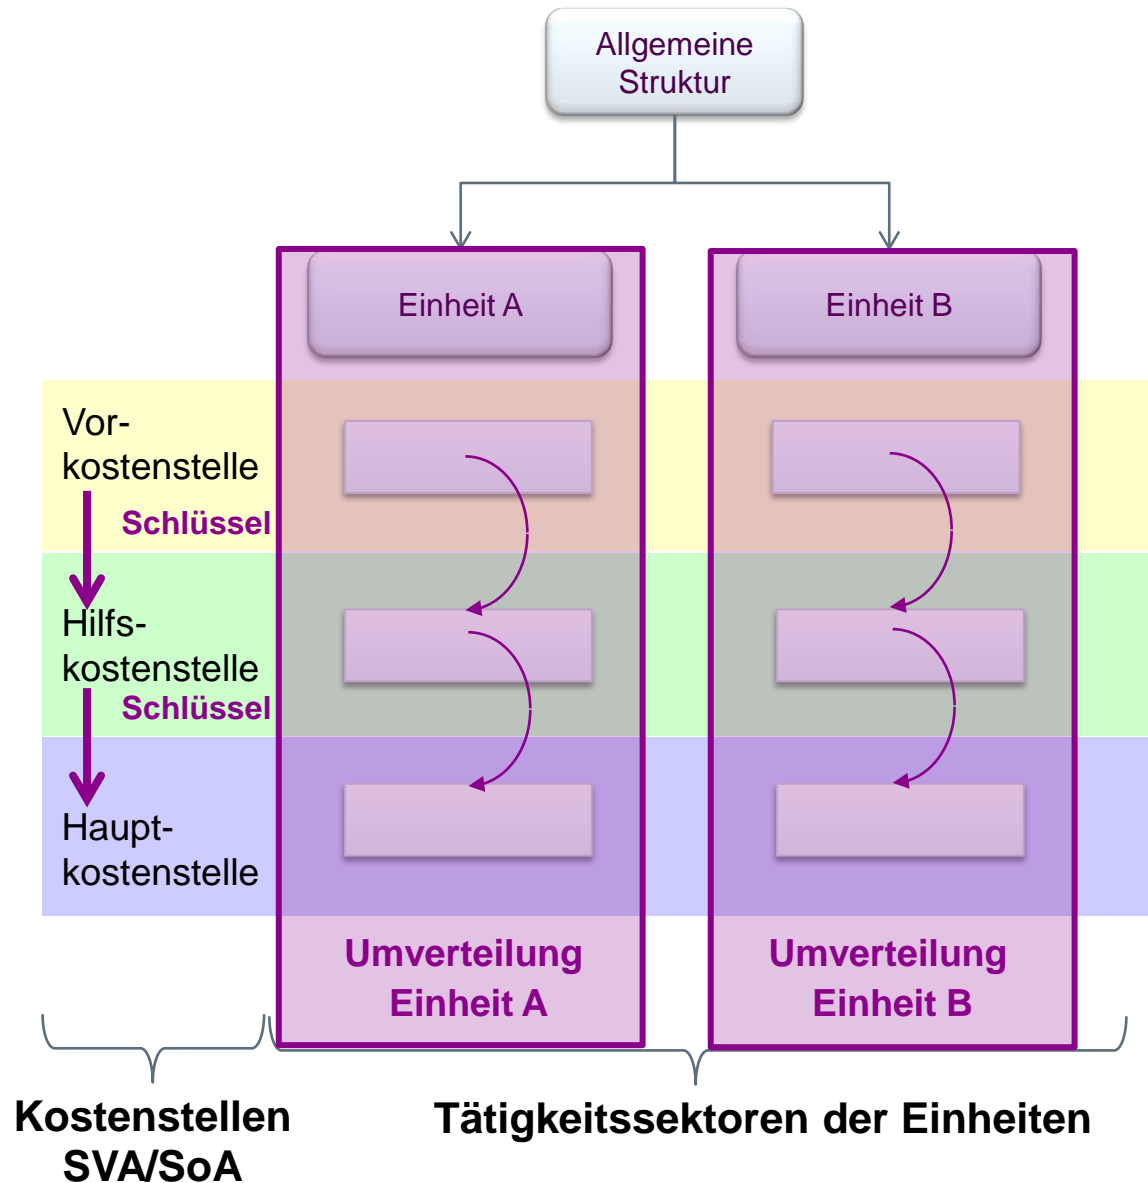 Allgemeine
Struktur
Einheit A
Einheit B
Vor-
kostenstelle
Schlüssel
Hilfs-
kostenstelle
Schlüssel
Haupt-
kostenstelle
Umverteilung
Einheit A
Umverteilung
Einheit B
Kostenstellen
SVA/SoA
Tätigkeitssektoren der Einheiten